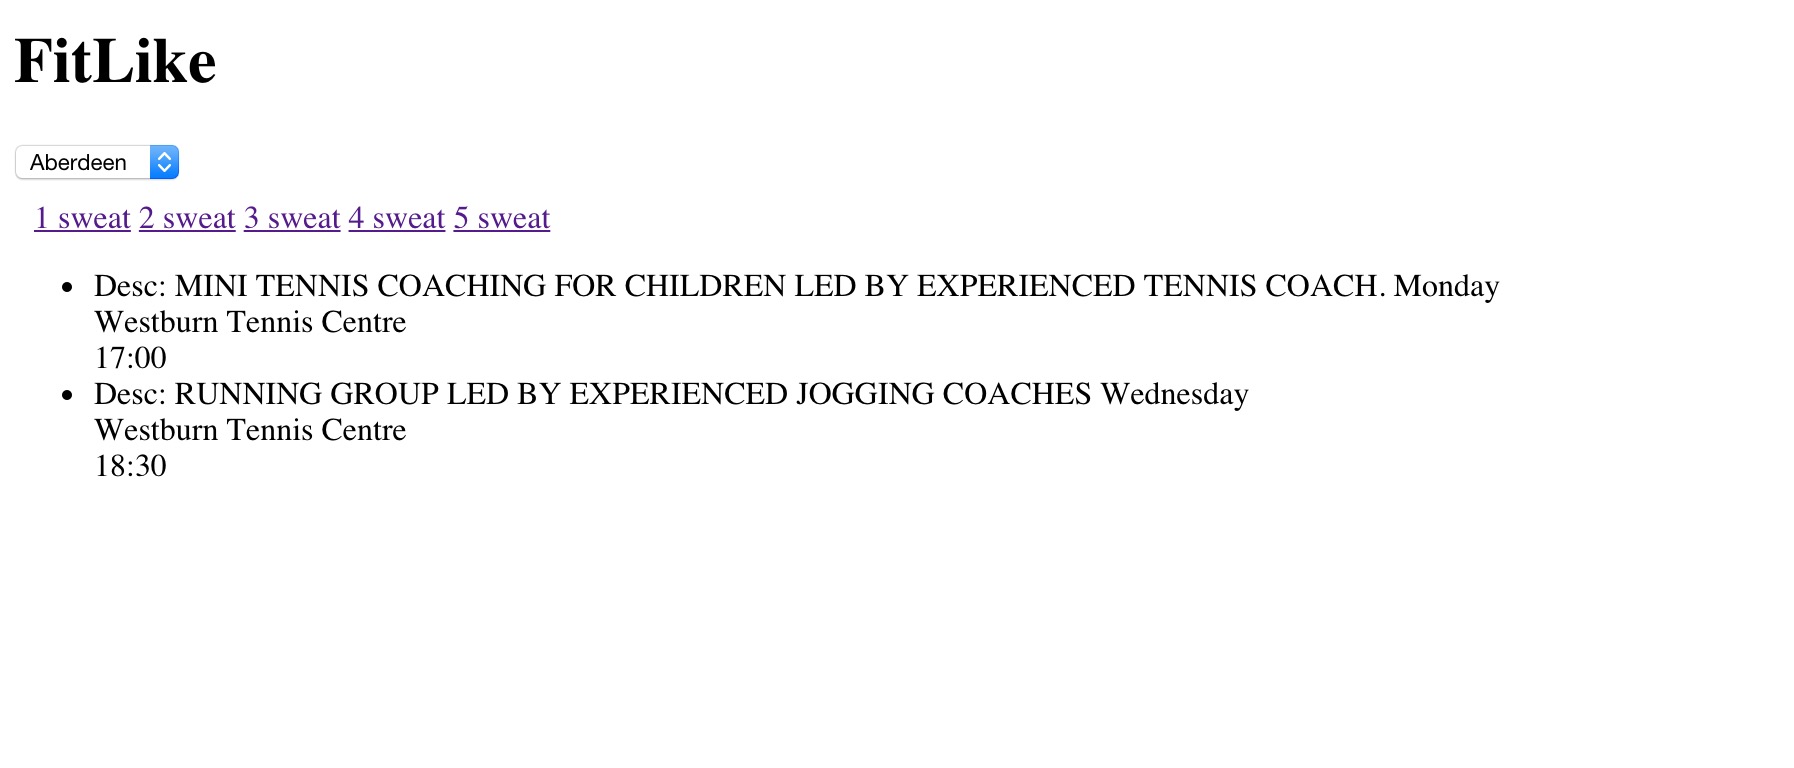 FitLike
Aberdeen
1 sweat 2 sweat 3 sweat 4 sweat 5 sweat
Desc: MINI TENNIS COACHING FOR CHILDREN LED BY EXPERIENCED TENNIS COACH. Monday
Westburn Tennis Centre
17:00
Desc: RUNNING GROUP LED BY EXPERIENCED JOGGING COACHES Wednesday
Westburn Tennis Centre
18:30